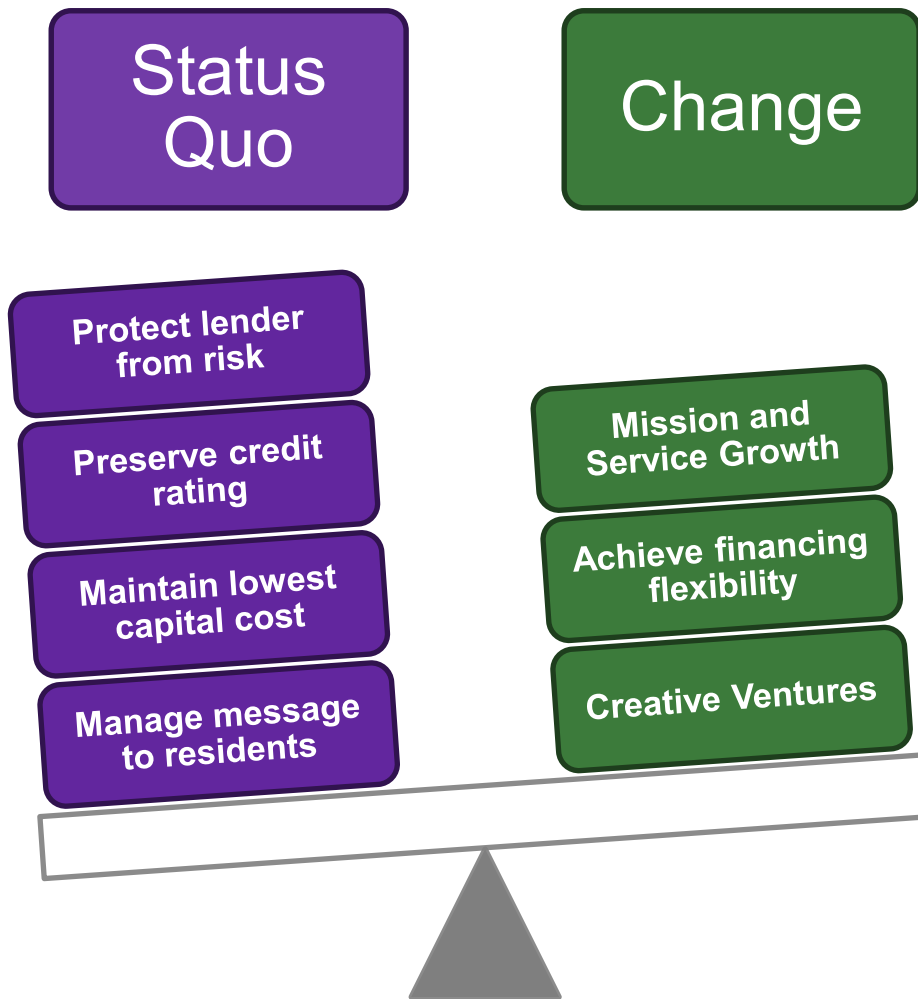 Status
Quo
Change
Protect lender
from risk
Preserve credit
rating
Maintain lowest
capital cost
Manage message
to residents
Mission and
Service Growth
Achieve financing
flexibility
Creative Ventures